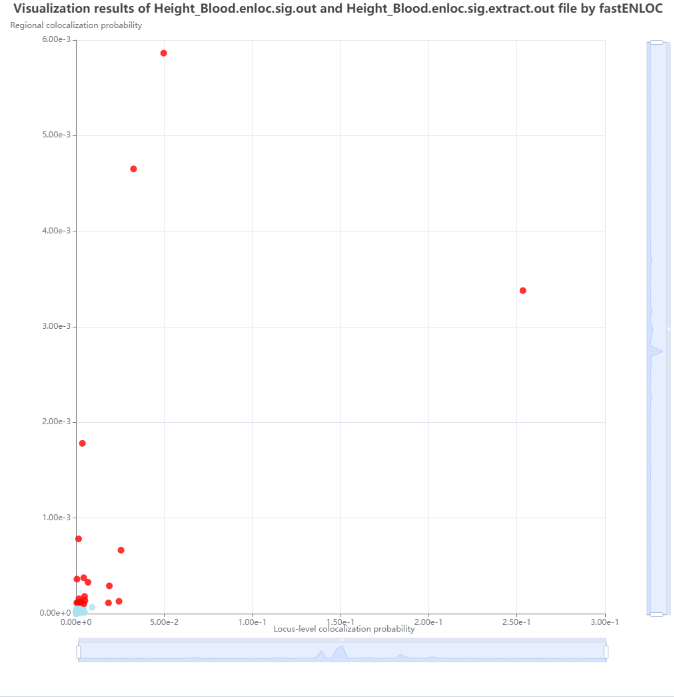 Visualization results of Height_Blood.enloc.sig.out and Height_Blood.enloc.sig.extract.out file by fastENLOC
Regional colocalization probability
6.00e-3
5.00e-3
4.00e-3
3.00e-3
2.00e-3
1.00e-3
0.00e+0
0.00e+0 5.00e-2 1.00e-1 1.50e-1 2.00e-1 2.50e-1 3.00e-1
Locus-level colocalization probability